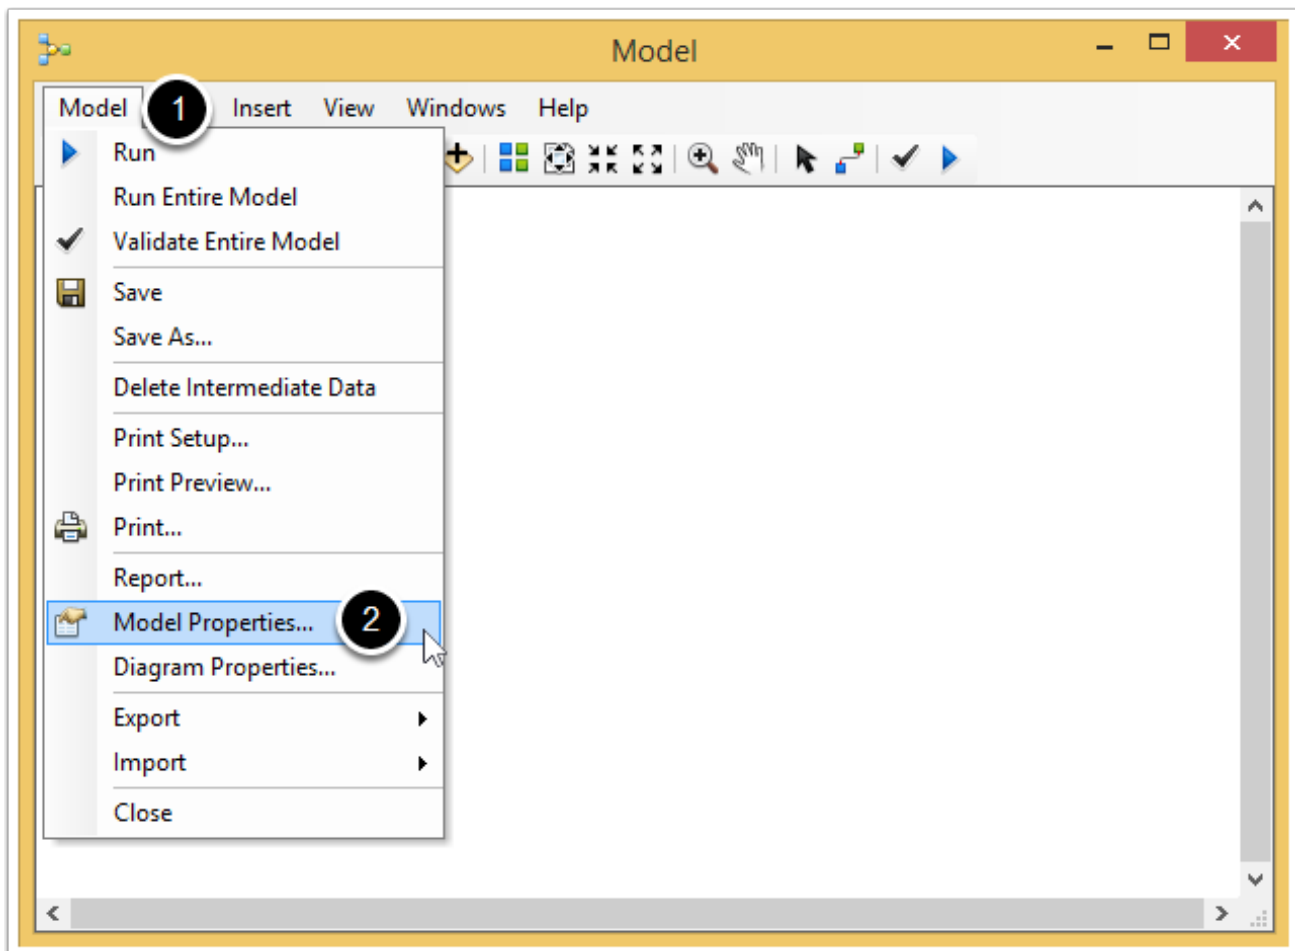 Model
Model 1 Insert View Windows Help
Run
Run Entire Model
Validate Entire Model
Save
Save As...
Delete Intermediate Data
Print Setup...
Print Preview...
Print...
Report...
Model Properties... 2
Diagram Properties...
Export
Import
Close